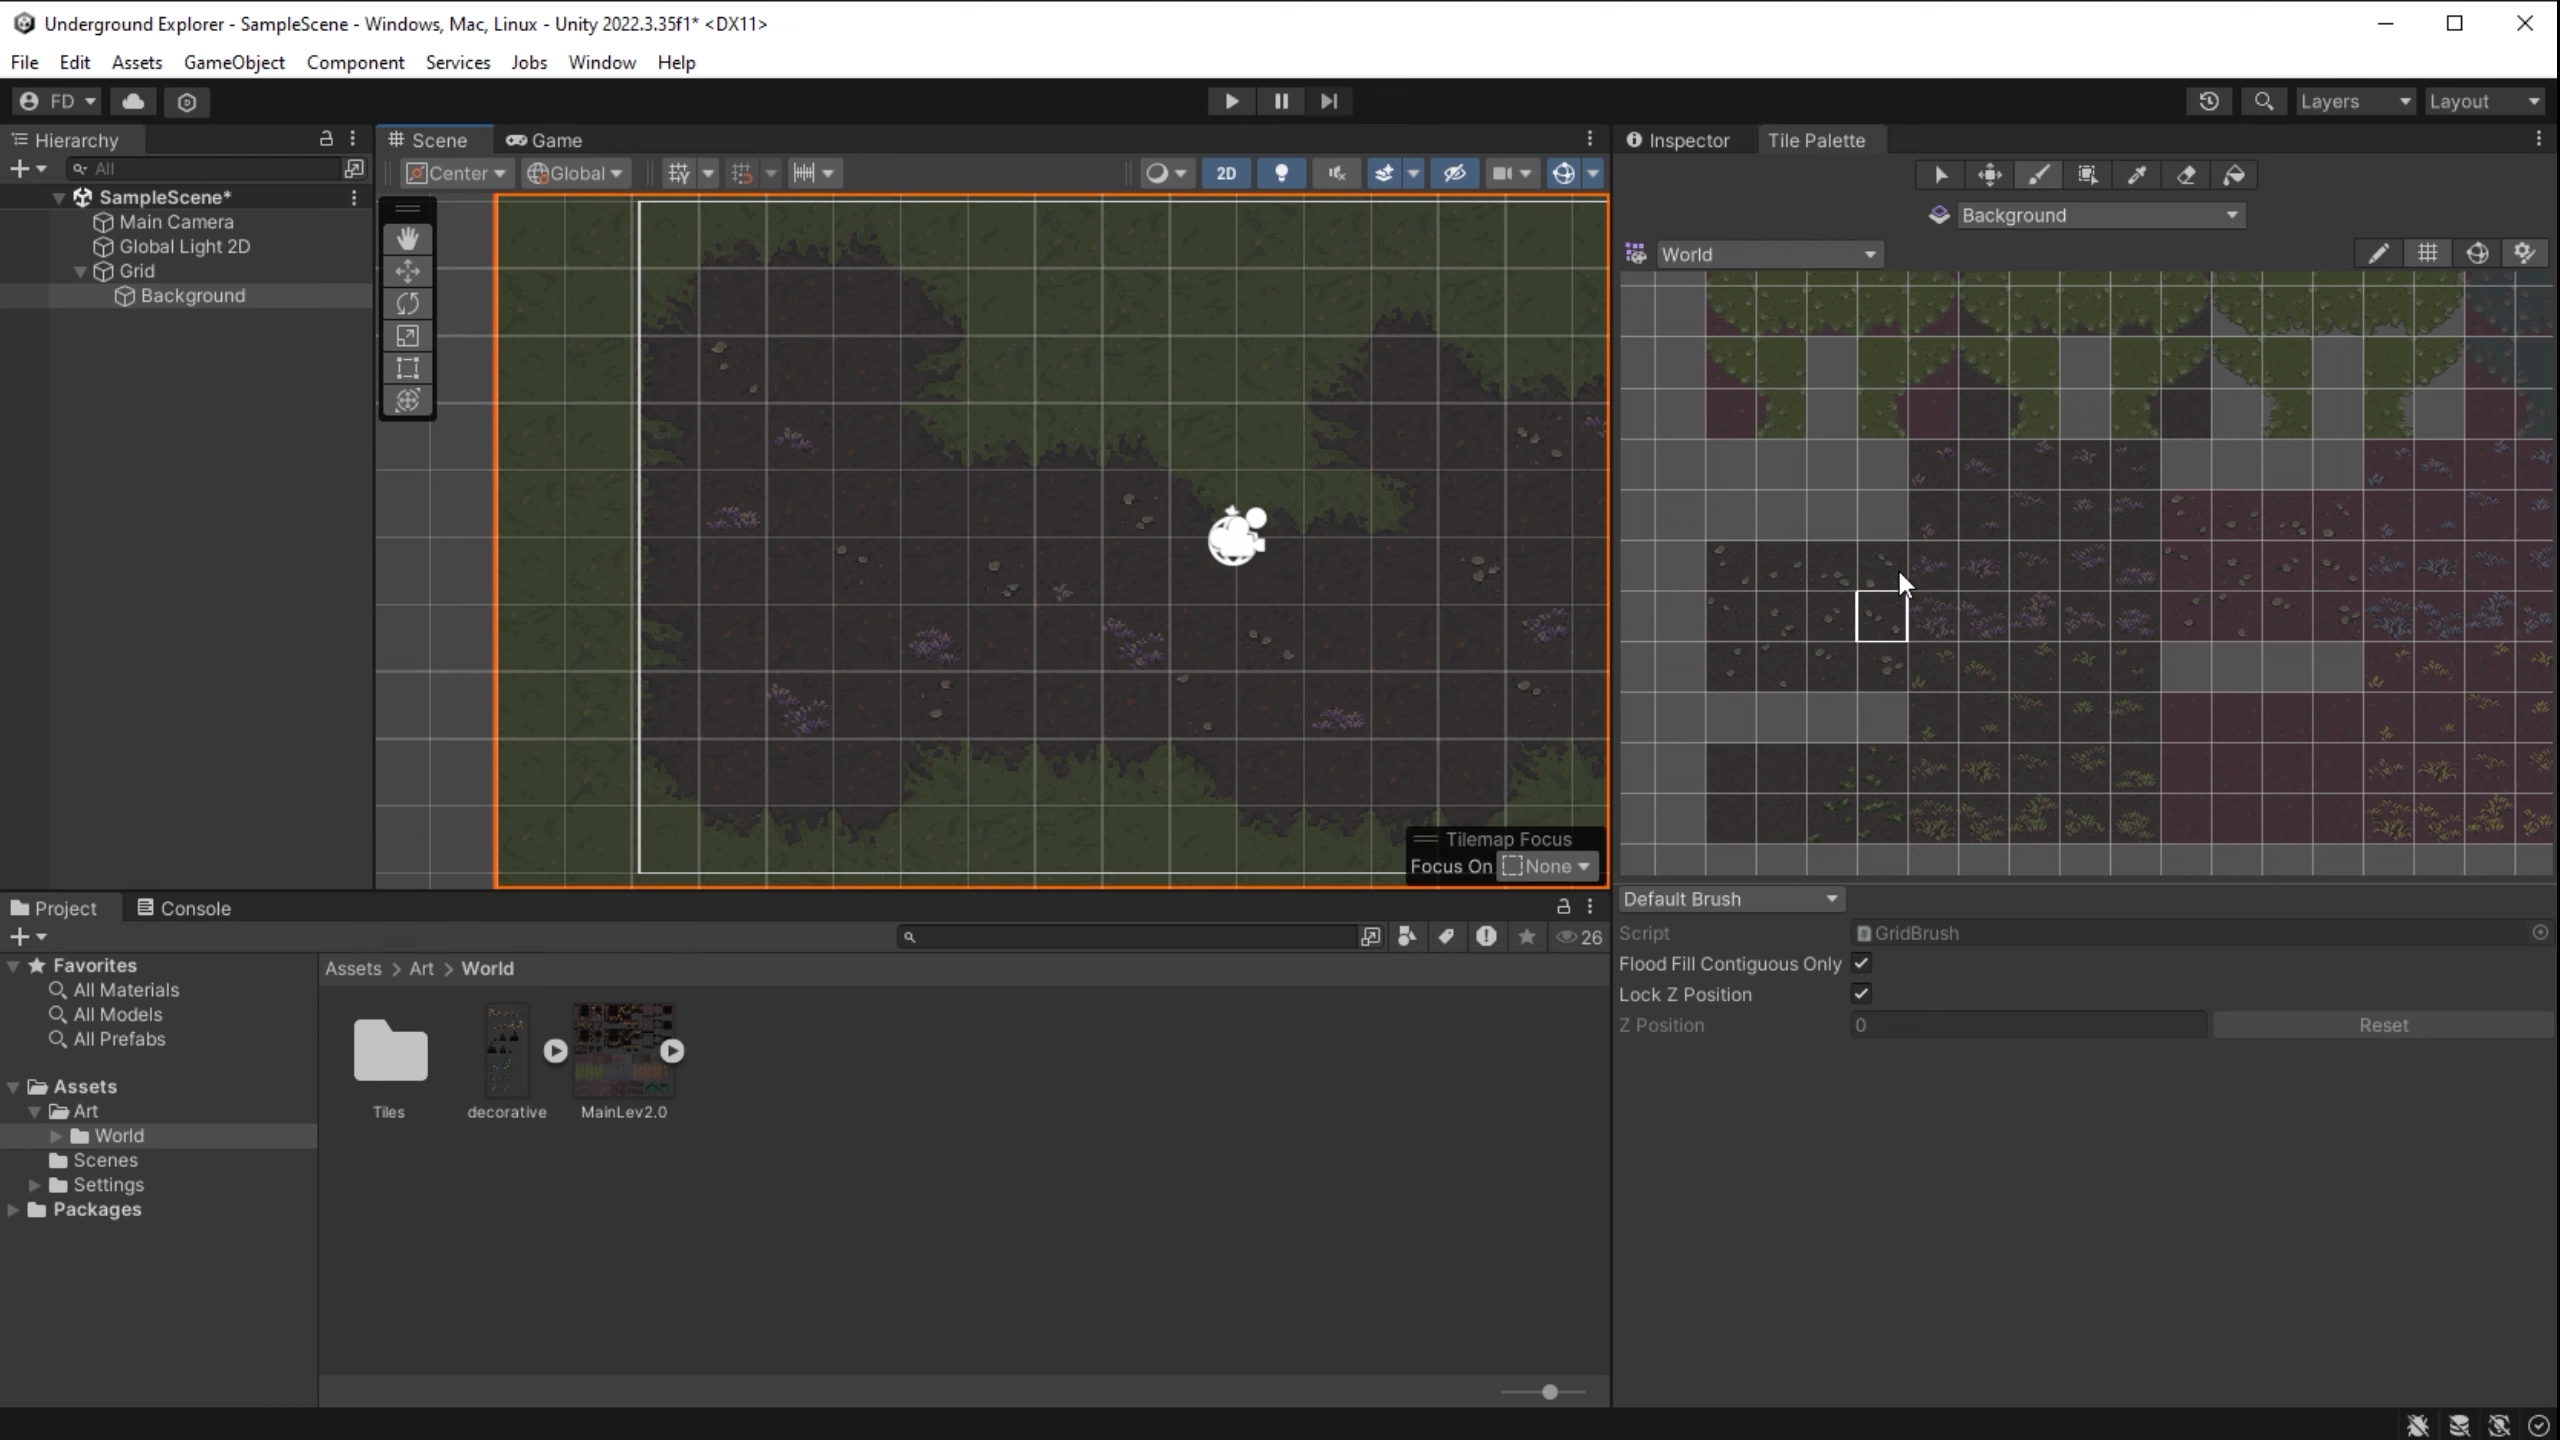 Underground Explorer - SampleScene - Windows, Mac, Linux - Unity 2022.3.35f1* <DX11>
File Edit Assets GameObject Component Services Jobs Window Help
FD
Layers
Layout
Hierarchy
All
SampleScene*
Main Camera
Global Light 2D
Grid
Background
Scene
Game
Center
Global
2D
Tilemap Focus
Focus On None
Inspector
Tile Palette
Background
World
Default Brush
Script GridBrush
Flood Fill Contiguous Only
Lock Z Position
Z Position 0 Reset
Project
Console
26
Favorites
All Materials
All Models
All Prefabs
Assets
Art
World
Scenes
Settings
Packages
Assets > Art > World
Tiles
decorative
MainLev2.0